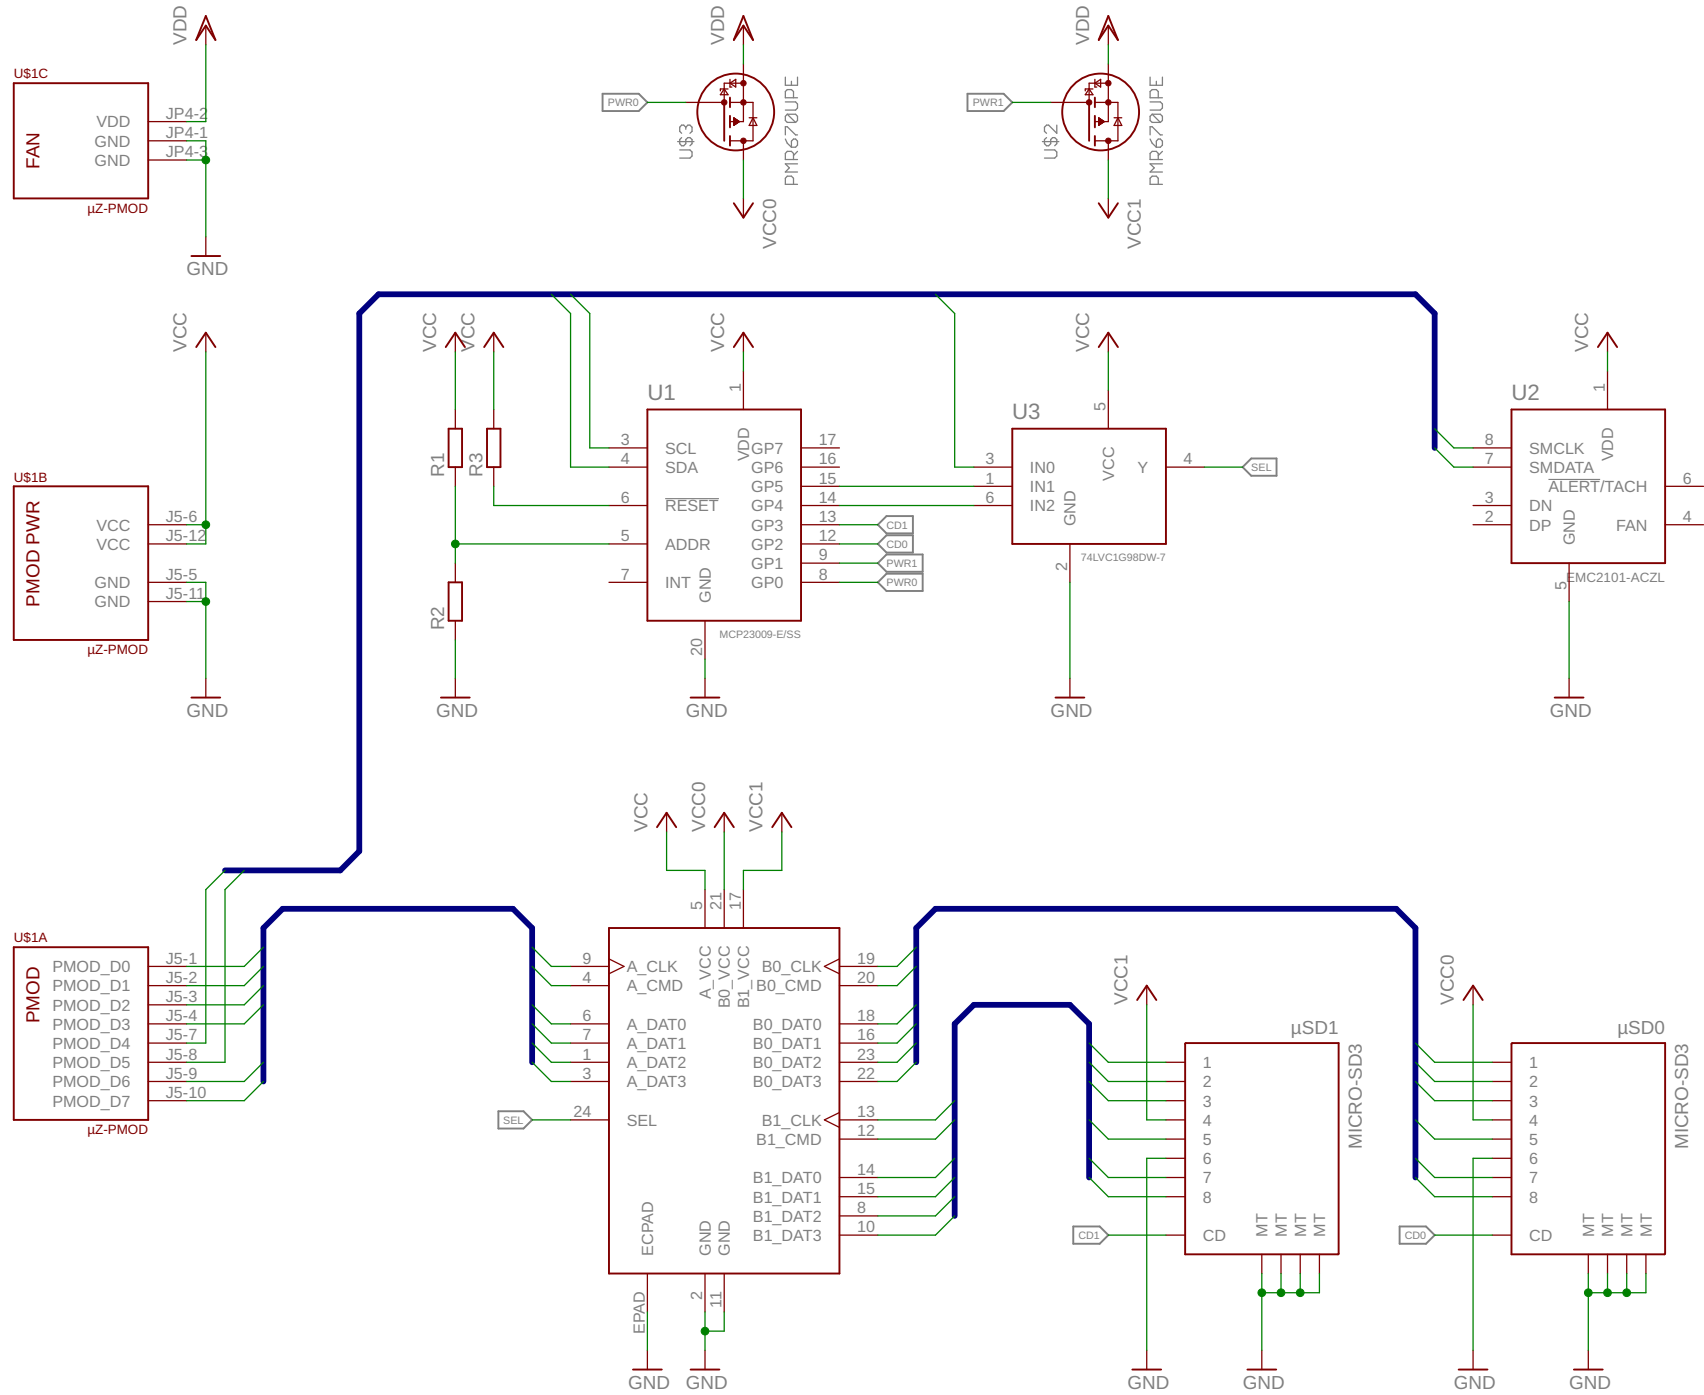 VDD
U$1C
FAN
VDD JP4-2
GND JP4-1
GND JP4-3
µZ-PMOD
GND
VDD
PWR0
U$3
PMR670UPE
VCC0
VDD
PWR1
U$2
PMR670UPE
VCC1
VCC
U$1B
PMOD PWR
VCC J5-6
VCC J5-12
GND J5-5
GND J5-11
µZ-PMOD
GND
VCC
VCC
R1
R3
R2
GND
VCC
1
U1
VDD
3 SCL
4 SDA
6 RESET
5 ADDR
7 INT
GND
GP7 17
GP6 16
GP5 15
GP4 14
GP3 13 CD1
GP2 12 CD0
GP1 9 PWR1
GP0 8 PWR0
MCP23009-E/SS
20
GND
VCC
5
U3
VCC
3 IN0
1 IN1
6 IN2
GND
Y 4 SEL
74LVC1G98DW-7
2
GND
VCC
1
U2
VDD
8 SMCLK
7 SMDATA
ALERT/TACH 6
3 DN
2 DP
GND
FAN 4
EMC2101-ACZL
5
GND
U$1A
PMOD
PMOD_D0 J5-1
PMOD_D1 J5-2
PMOD_D2 J5-3
PMOD_D3 J5-4
PMOD_D4 J5-7
PMOD_D5 J5-8
PMOD_D6 J5-9
PMOD_D7 J5-10
µZ-PMOD
VCC
VCC0
VCC1
5
21
17
A_VCC
B0_VCC
B1_VCC
9 A_CLK
4 A_CMD
6 A_DAT0
7 A_DAT1
1 A_DAT2
3 A_DAT3
SEL 24 SEL
B0_CLK 19
B0_CMD 20
B0_DAT0 18
B0_DAT1 16
B0_DAT2 23
B0_DAT3 22
B1_CLK 13
B1_CMD 12
B1_DAT0 14
B1_DAT1 15
B1_DAT2 8
B1_DAT3 10
ECPAD
GND
GND
EPAD
2
11
GND
GND
VCC1
µSD1
MICRO-SD3
1
2
3
4
5
6
7
8
CD1 CD
MT
MT
MT
MT
GND
GND
VCC0
µSD0
MICRO-SD3
1
2
3
4
5
6
7
8
CD0 CD
MT
MT
MT
MT
GND
GND